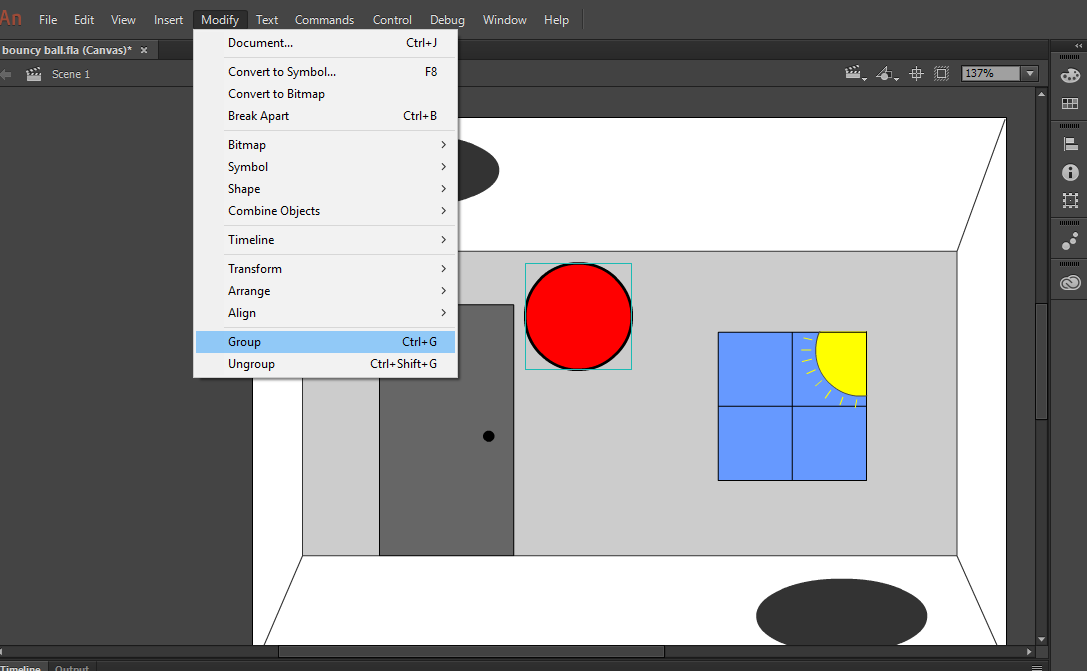 An File Edit View Insert Modify Text Commands Control Debug Window Help
bouncy ball.fla (Canvas)* ×
Scene 1 137%
Document... Ctrl+J
Convert to Symbol... F8
Convert to Bitmap
Break Apart Ctrl+B
Bitmap
Symbol
Shape
Combine Objects
Timeline
Transform
Arrange
Align
Group Ctrl+G
Ungroup Ctrl+Shift+G
Timeline Output